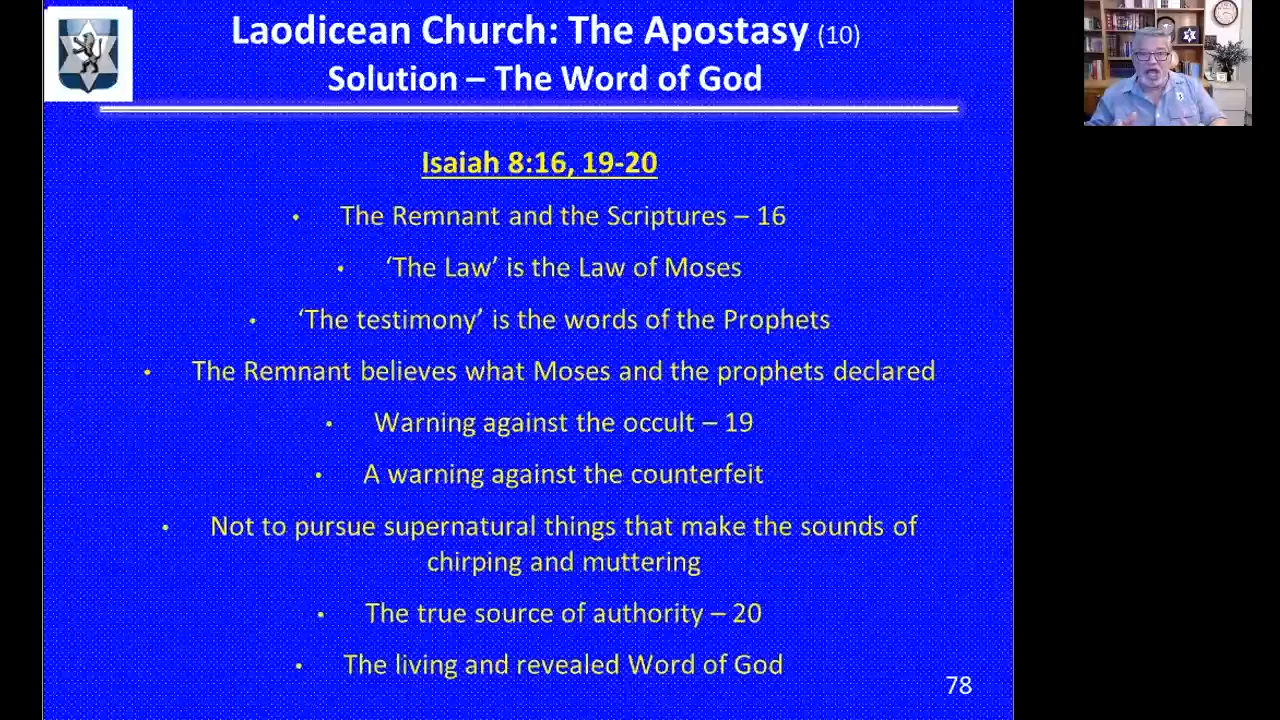 Laodicean Church: The Apostasy (10)
Solution – The Word of God
Isaiah 8:16, 19-20
• The Remnant and the Scriptures – 16
• ‘The Law’ is the Law of Moses
• ‘The testimony’ is the words of the Prophets
• The Remnant believes what Moses and the prophets declared
• Warning against the occult – 19
• A warning against the counterfeit
• Not to pursue supernatural things that make the sounds of
chirping and muttering
• The true source of authority – 20
• The living and revealed Word of God
78